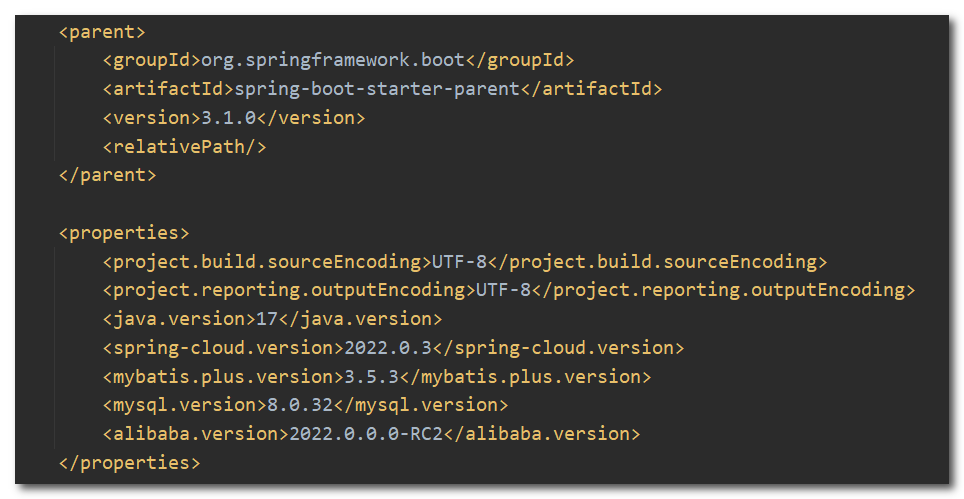 <parent>
<groupId>org.springframework.boot</groupId>
<artifactId>spring-boot-starter-parent</artifactId>
<version>3.1.0</version>
<relativePath/>
</parent>
<properties>
<project.build.sourceEncoding>UTF-8</project.build.sourceEncoding>
<project.reporting.outputEncoding>UTF-8</project.reporting.outputEncoding>
<java.version>17</java.version>
<spring-cloud.version>2022.0.3</spring-cloud.version>
<mybatis.plus.version>3.5.3</mybatis.plus.version>
<mysql.version>8.0.32</mysql.version>
<alibaba.version>2022.0.0.0-RC2</alibaba.version>
</properties>